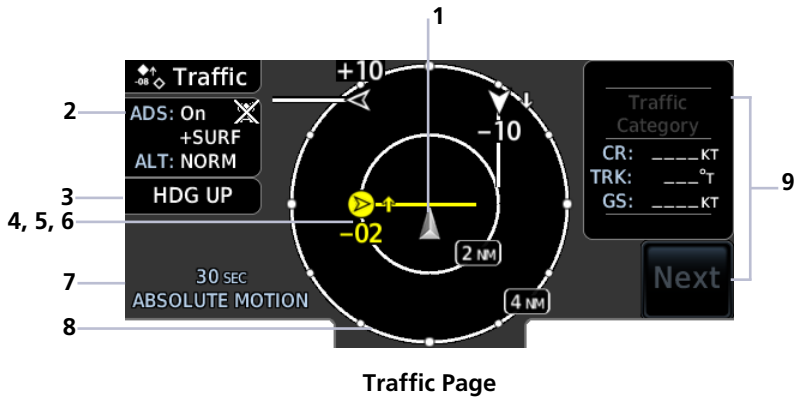 1
+10
-08
Traffic
2
ADS: On
+SURF
ALT: NORM
−10
Traffic
Category
CR: ____KT
TRK: ___°T
GS: ____KT
9
3
HDG UP
4, 5, 6
−02
2 NM
7
30 SEC
ABSOLUTE MOTION
4 NM
Next
8
Traffic Page